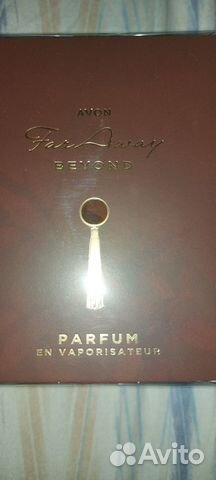 AVON
Far Away
BEYOND
PARFUM
EN VAPORISATEUR
Avito